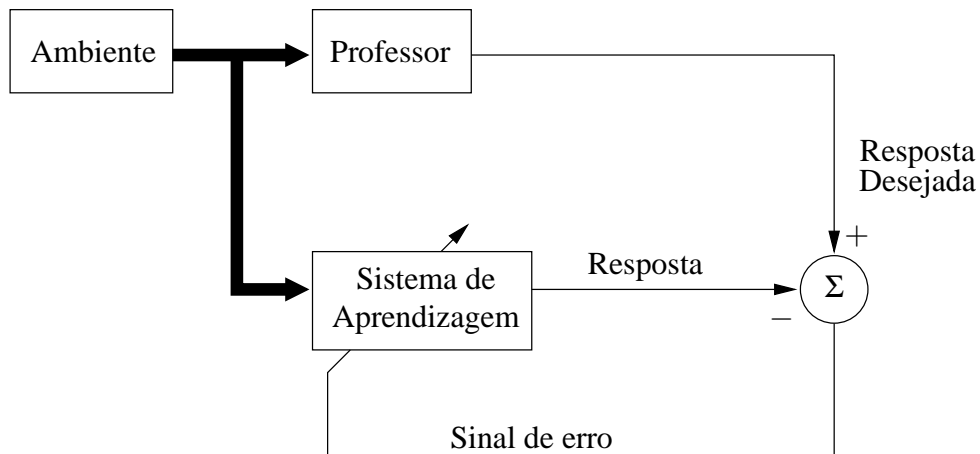 Ambiente
Professor
Resposta
Desejada
+
Sistema de
Aprendizagem
Resposta
Σ
−
Sinal de erro